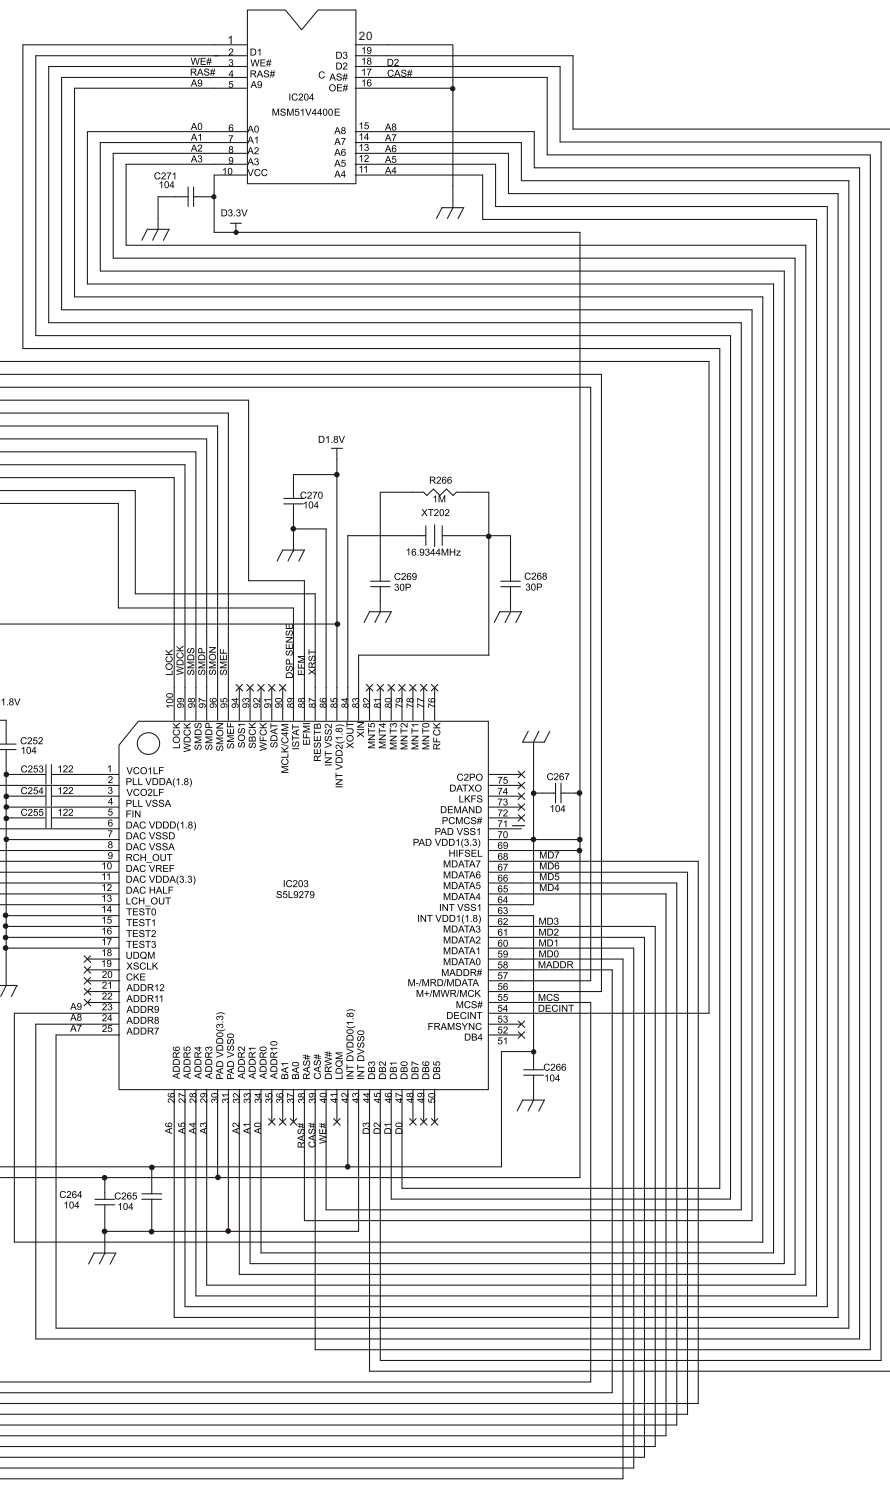 1
20
2
D1
D3
19
WE#
3
WE#
D2
18
D2
RAS#
4
RAS#
C
AS#
17
CAS#
A9
5
A9
OE#
16
IC204
MSM51V4400E
A0
6
A0
A8
15
A8
A1
7
A1
A7
14
A7
A2
8
A2
A6
13
A6
A3
9
A3
A5
12
A5
10
VCC
A4
11
A4
C271
104
D3.3V
D1.8V
C270
104
R266
1M
XT202
16.9344MHz
C269
30P
C268
30P
LOCK
WDCK
SMDS
SMDP
SMON
SMEF
DSP SENSE
EFM
XRST
100
99
98
97
96
95
94
93
92
91
90
89
88
87
86
85
84
83
82
81
80
79
78
77
76
LOCK
WDCK
SMDS
SMDP
SMON
SMEF
SOS1
SBCK
WFCK
SDAT
MCLK/C4M
ISTAT
EFMI
RESETB
INT VSS2
INT VDD2(1.8)
XOUT
XIN
MNT5
MNT4
MNT3
MNT2
MNT1
MNT0
RFCK
1.8V
C252
104
C253
122
C254
122
C255
122
1
VCO1LF
2
PLL VDDA(1.8)
3
VCO2LF
4
PLL VSSA
5
FIN
6
DAC VDDD(1.8)
7
DAC VSSD
8
DAC VSSA
9
RCH_OUT
10
DAC VREF
11
DAC VDDA(3.3)
12
DAC HALF
13
LCH_OUT
14
TEST0
15
TEST1
16
TEST2
17
TEST3
18
UDQM
19
XSCLK
20
CKE
21
ADDR12
22
ADDR11
A9
23
ADDR9
A8
24
ADDR8
A7
25
ADDR7
IC203
S5L9279
C2PO
75
DATXO
74
LKFS
73
DEMAND
72
PCMCS#
71
PAD VSS1
70
PAD VDD1(3.3)
69
HIFSEL
68
MD7
MDATA7
67
MD6
MDATA6
66
MD5
MDATA5
65
MD4
MDATA4
64
INT VSS1
63
INT VDD1(1.8)
62
MD3
MDATA3
61
MD2
MDATA2
60
MD1
MDATA1
59
MD0
MDATA0
58
MADDR
MADDR#
57
M-/MRD/MDATA
56
M+/MWR/MCK
55
MCS
MCS#
54
DECINT
DECINT
53
FRAMSYNC
52
DB4
51
C267
104
C266
104
ADDR6
ADDR5
ADDR4
ADDR3
PAD VDD0(3.3)
PAD VSS0
ADDR2
ADDR1
ADDR0
ADDR10
BA1
BA0
RAS#
CAS#
DRW#
LDQM
INT DVDD0(1.8)
INT DVSS0
DB3
DB2
DB1
DB0
DB7
DB6
DB5
26
27
28
29
30
31
32
33
34
35
36
37
38
39
40
41
42
43
44
45
46
47
48
49
50
A6
A5
A4
A3
A2
A1
A0
RAS#
CAS#
WE#
D3
D2
D1
D0
C264
104
C265
104